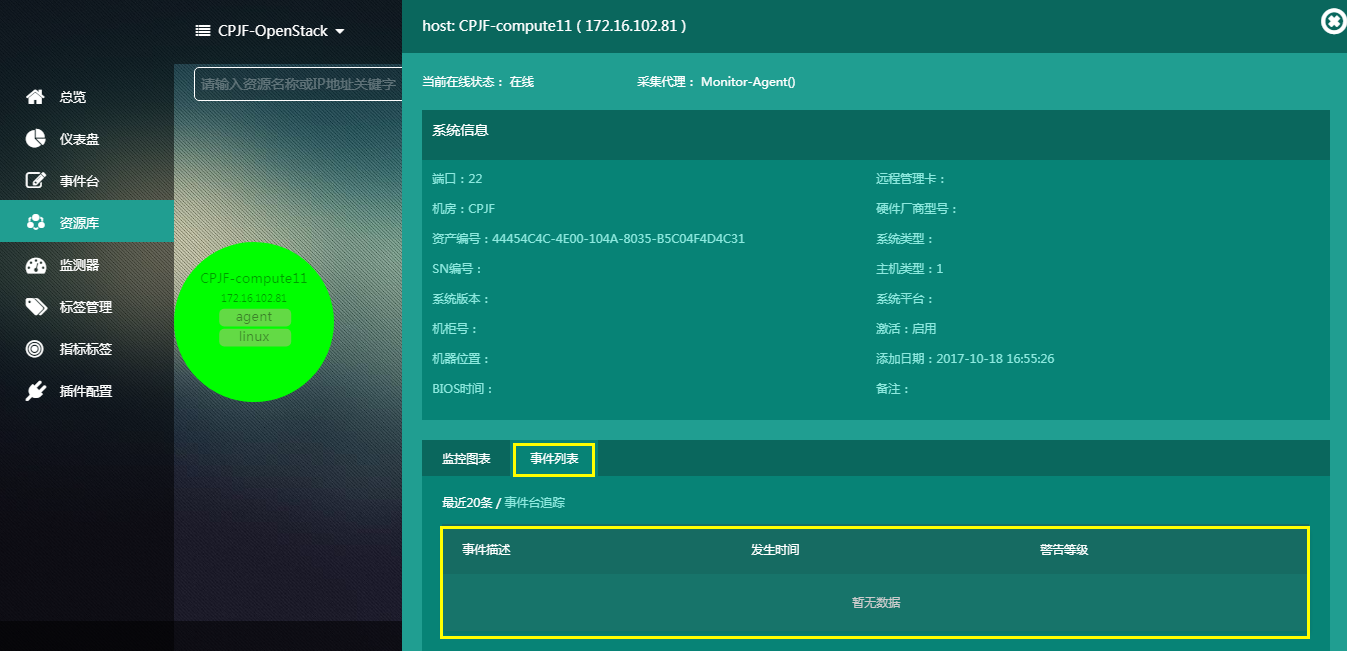 CPJF-OpenStack
请输入资源名称或IP地址关键字
总览
仪表盘
事件台
资源库
监测器
标签管理
指标标签
插件配置
CPJF-compute11
172.16.102.81
agent
linux
host: CPJF-compute11 ( 172.16.102.81 )
当前在线状态： 在线
采集代理： Monitor-Agent()
系统信息
端口：22
远程管理卡：
机房：CPJF
硬件厂商型号：
资产编号：44454C4C-4E00-104A-8035-B5C04F4D4C31
系统类型：
SN编号：
主机类型：1
系统版本：
系统平台：
机柜号：
激活：启用
机器位置：
添加日期：2017-10-18 16:55:26
BIOS时间：
备注：
监控图表
事件列表
最近20条 / 事件台追踪
事件描述
发生时间
警告等级
暂无数据